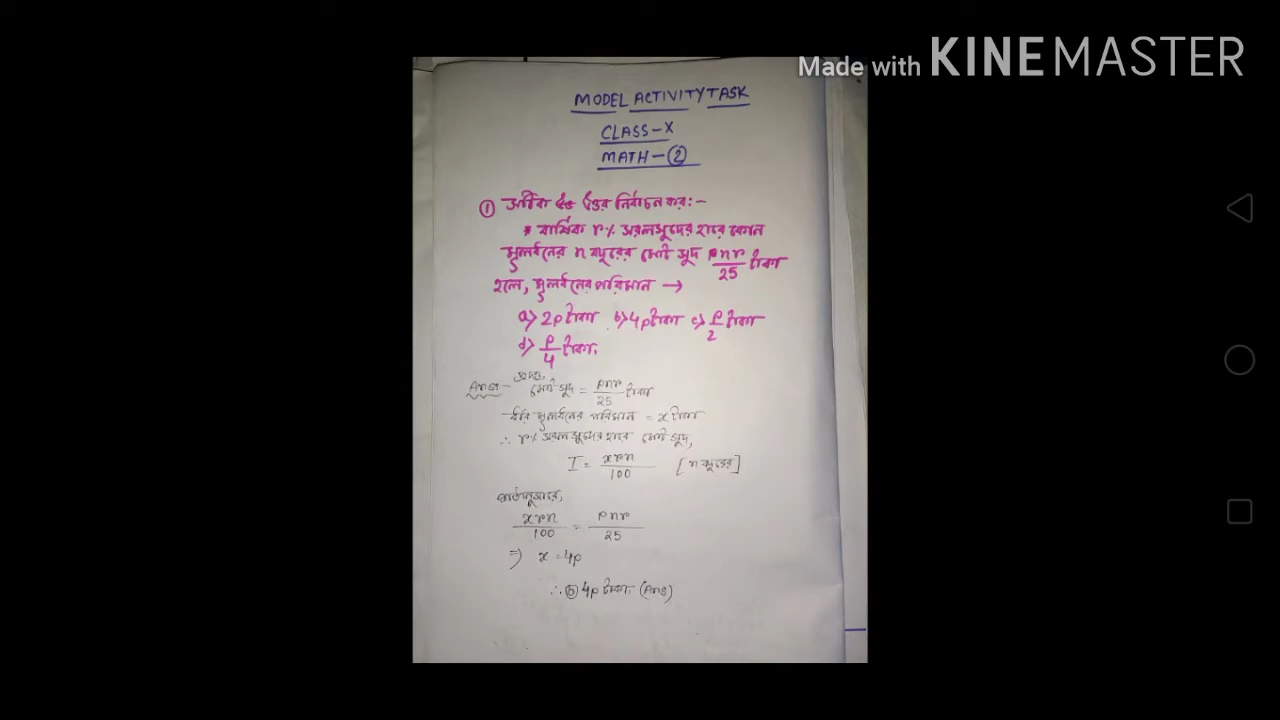 Made with KINEMASTER
MODEL ACTIVITY TASK
CLASS-X
MATH-②
① সঠিক উত্তর নির্বাচন কর:-
* বার্ষিক r% সরলসুদের হারে কোন
মূলধনের n বছরের মোট সুদ pnr/25 টাকা
হলে, মূলধনের পরিমান →
a> 2p টাকা b> 4p টাকা c> p/2 টাকা
d> p/4 টাকা.
Ans- মোট সুদ = pnr/25 টাকা
ধরি মূলধনের পরিমান = x টাকা
∴ r% সরলসুদের হারে মোট সুদ,
I = xrn/100 [n বছরের]
শর্তানুসারে,
xrn/100 = pnr/25
⇒ x = 4p
∴ ⓑ 4p টাকা. (Ans)